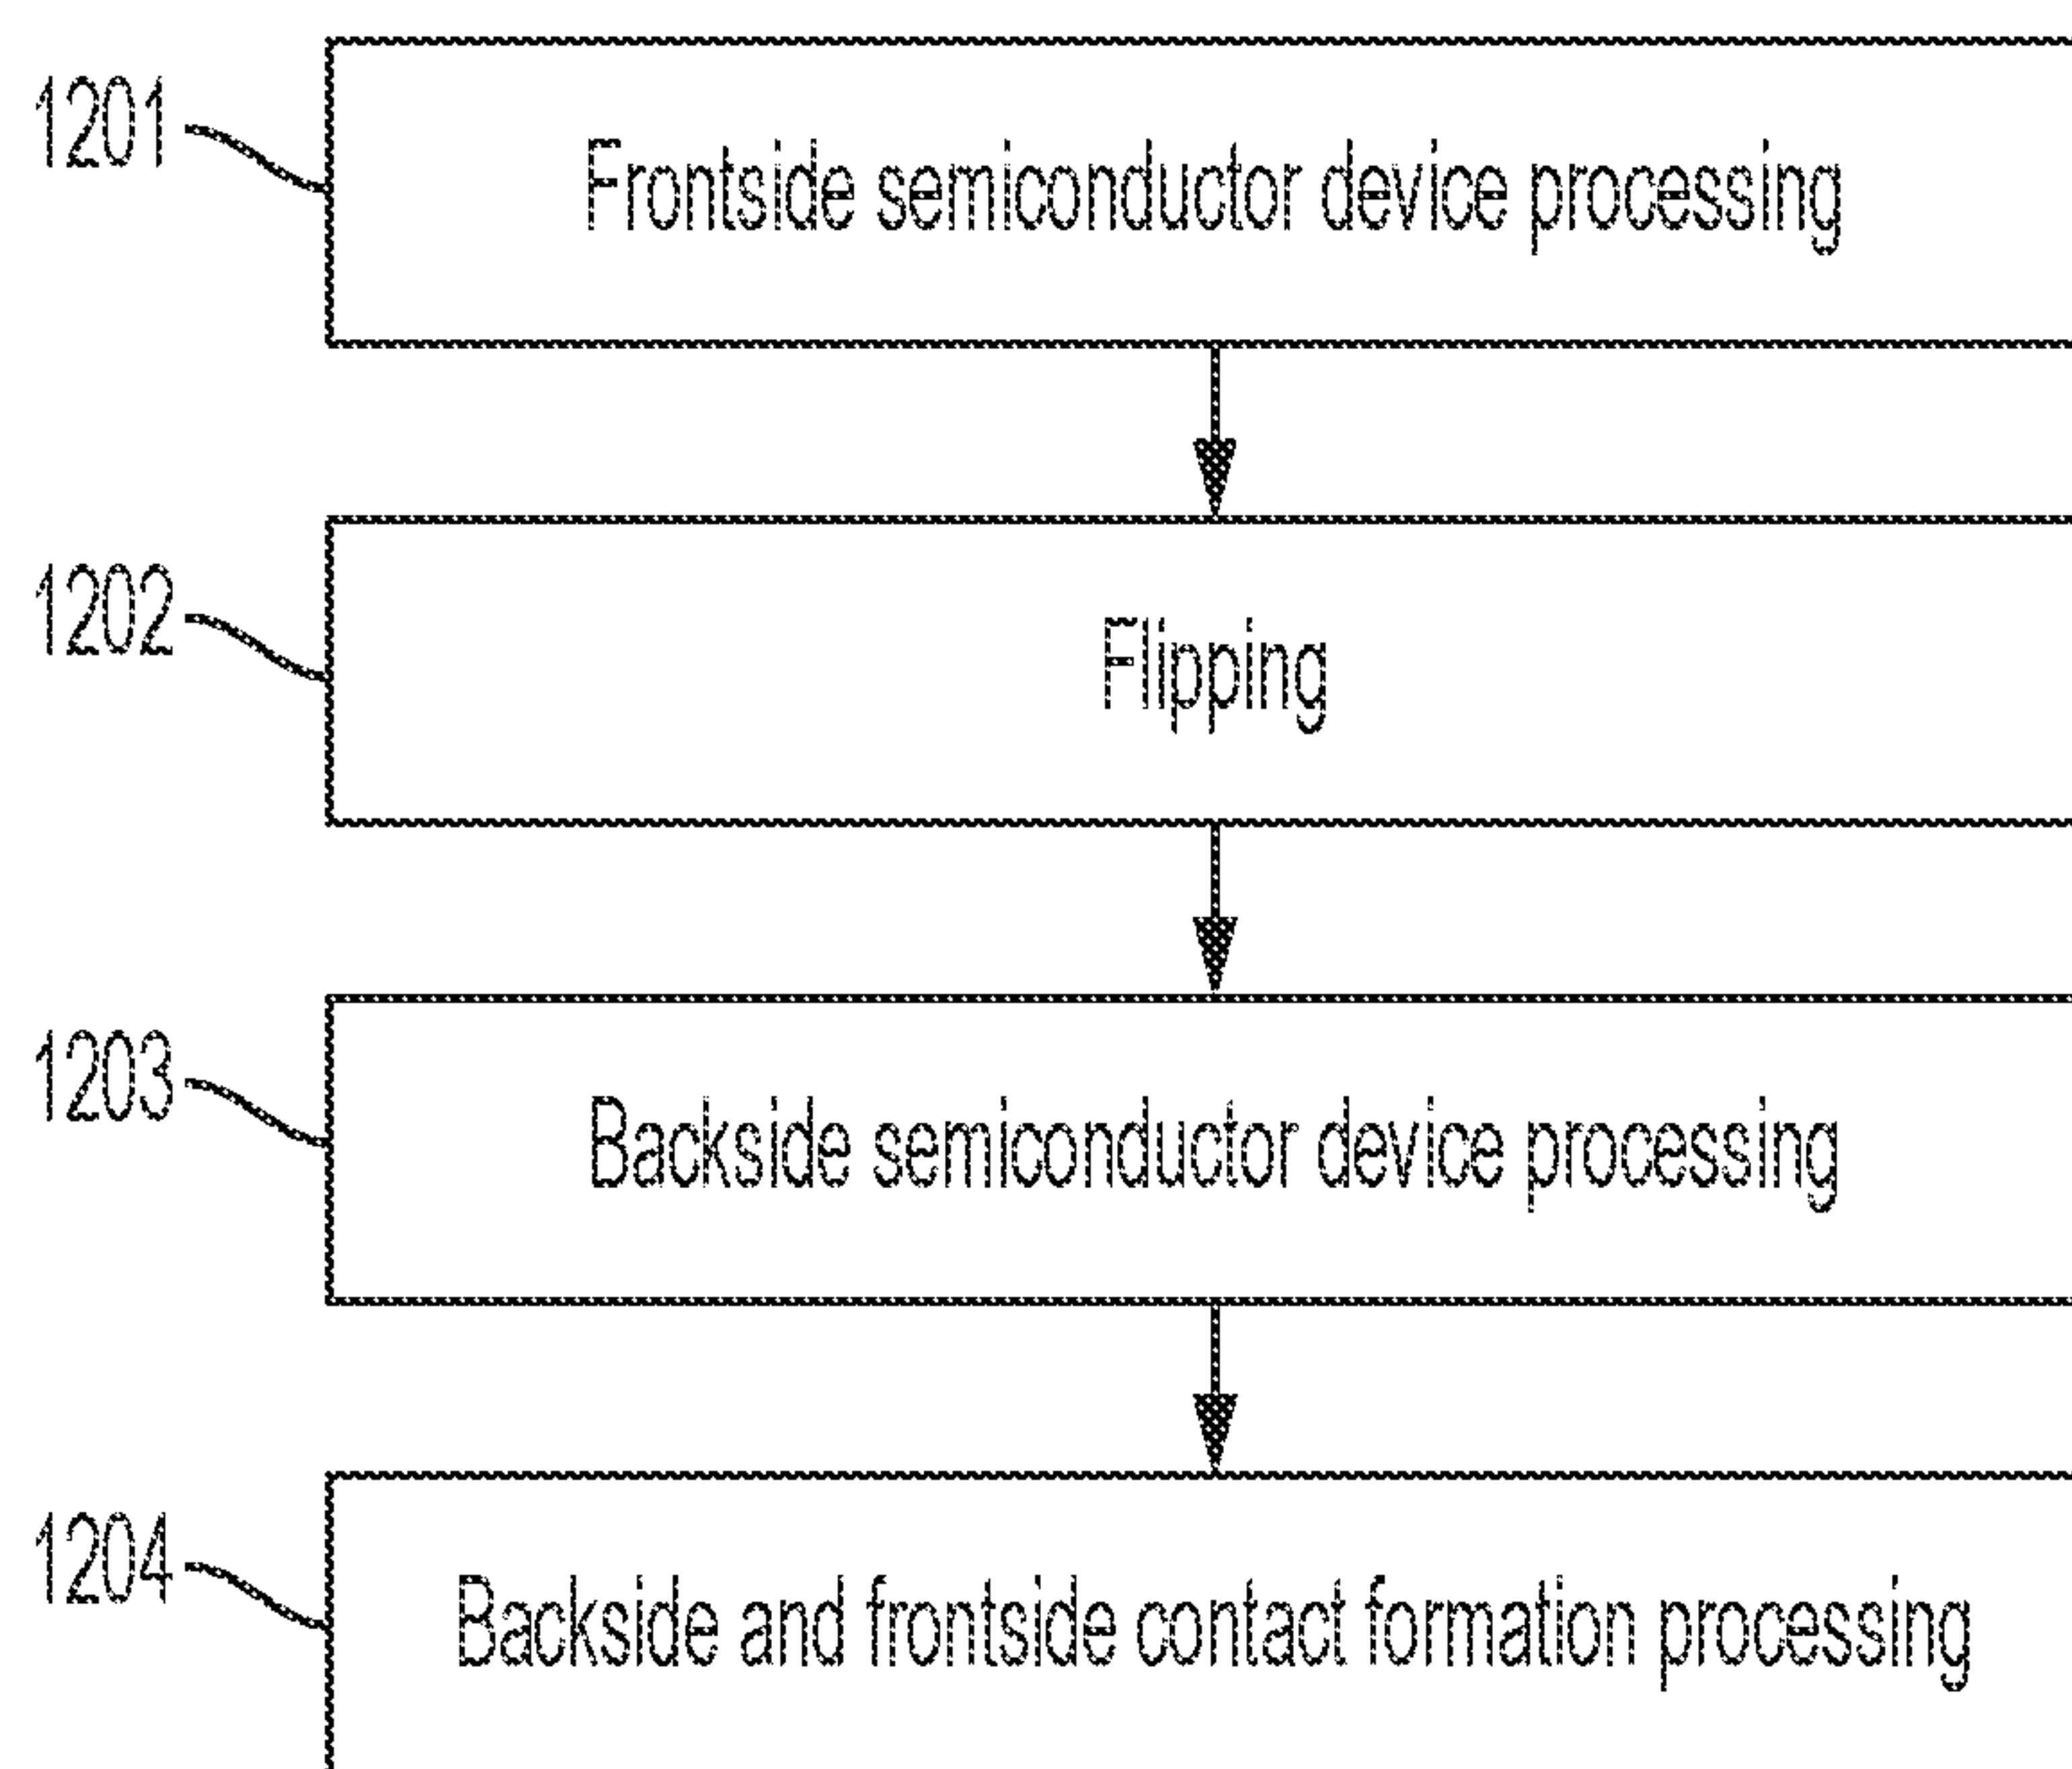 1201
Frontside semiconductor device processing
1202
Flipping
1203
Backside semiconductor device processing
1204
Backside and frontside contact formation processing